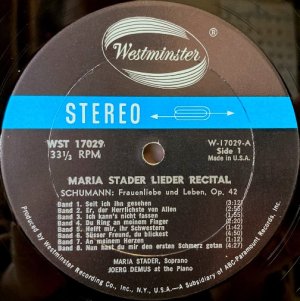 Westminster ®
STEREO
WST 17029
33⅓ RPM
W-17029-A
Side 1
Made in U.S.A.
MARIA STADER LIEDER RECITAL
SCHUMANN: Frauenliebe und Leben, Op. 42
Band 1. Seit ich ihn gesehen
Band 2. Er, der Herrlichste von Allen
Band 3. Ich kann's nicht fassen
Band 4. Du Ring an meinem Finger
Band 5. Helft mir, ihr Schwestern
Band 6. Süsser Freund, du blickest
Band 7. An meinem Herzen
Band 8. Nun hast du mir den ersten Schmerz getan
MARIA STADER, Soprano
JOERG DEMUS at the Piano
Produced by Westminster Recording Co., Inc., N.Y., U.S.A.—A Subsidiary of ABC-Paramount Records, Inc.